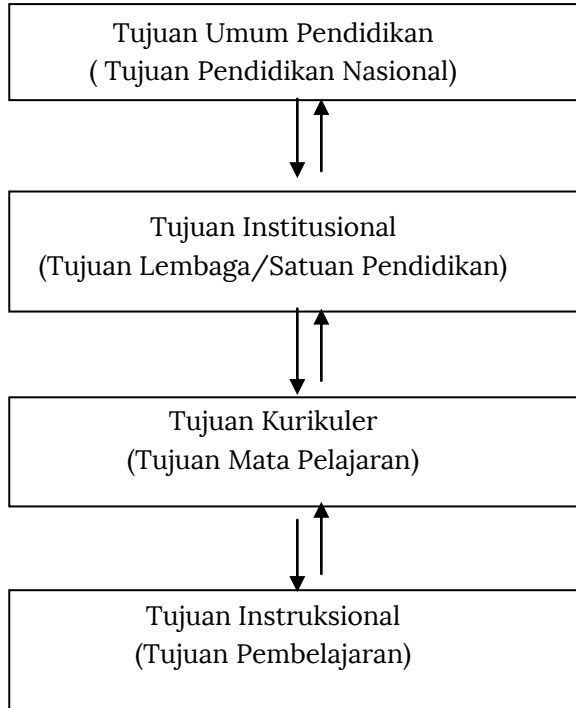 Tujuan Umum Pendidikan
( Tujuan Pendidikan Nasional)
Tujuan Institusional
(Tujuan Lembaga/Satuan Pendidikan)
Tujuan Kurikuler
(Tujuan Mata Pelajaran)
Tujuan Instruksional
(Tujuan Pembelajaran)